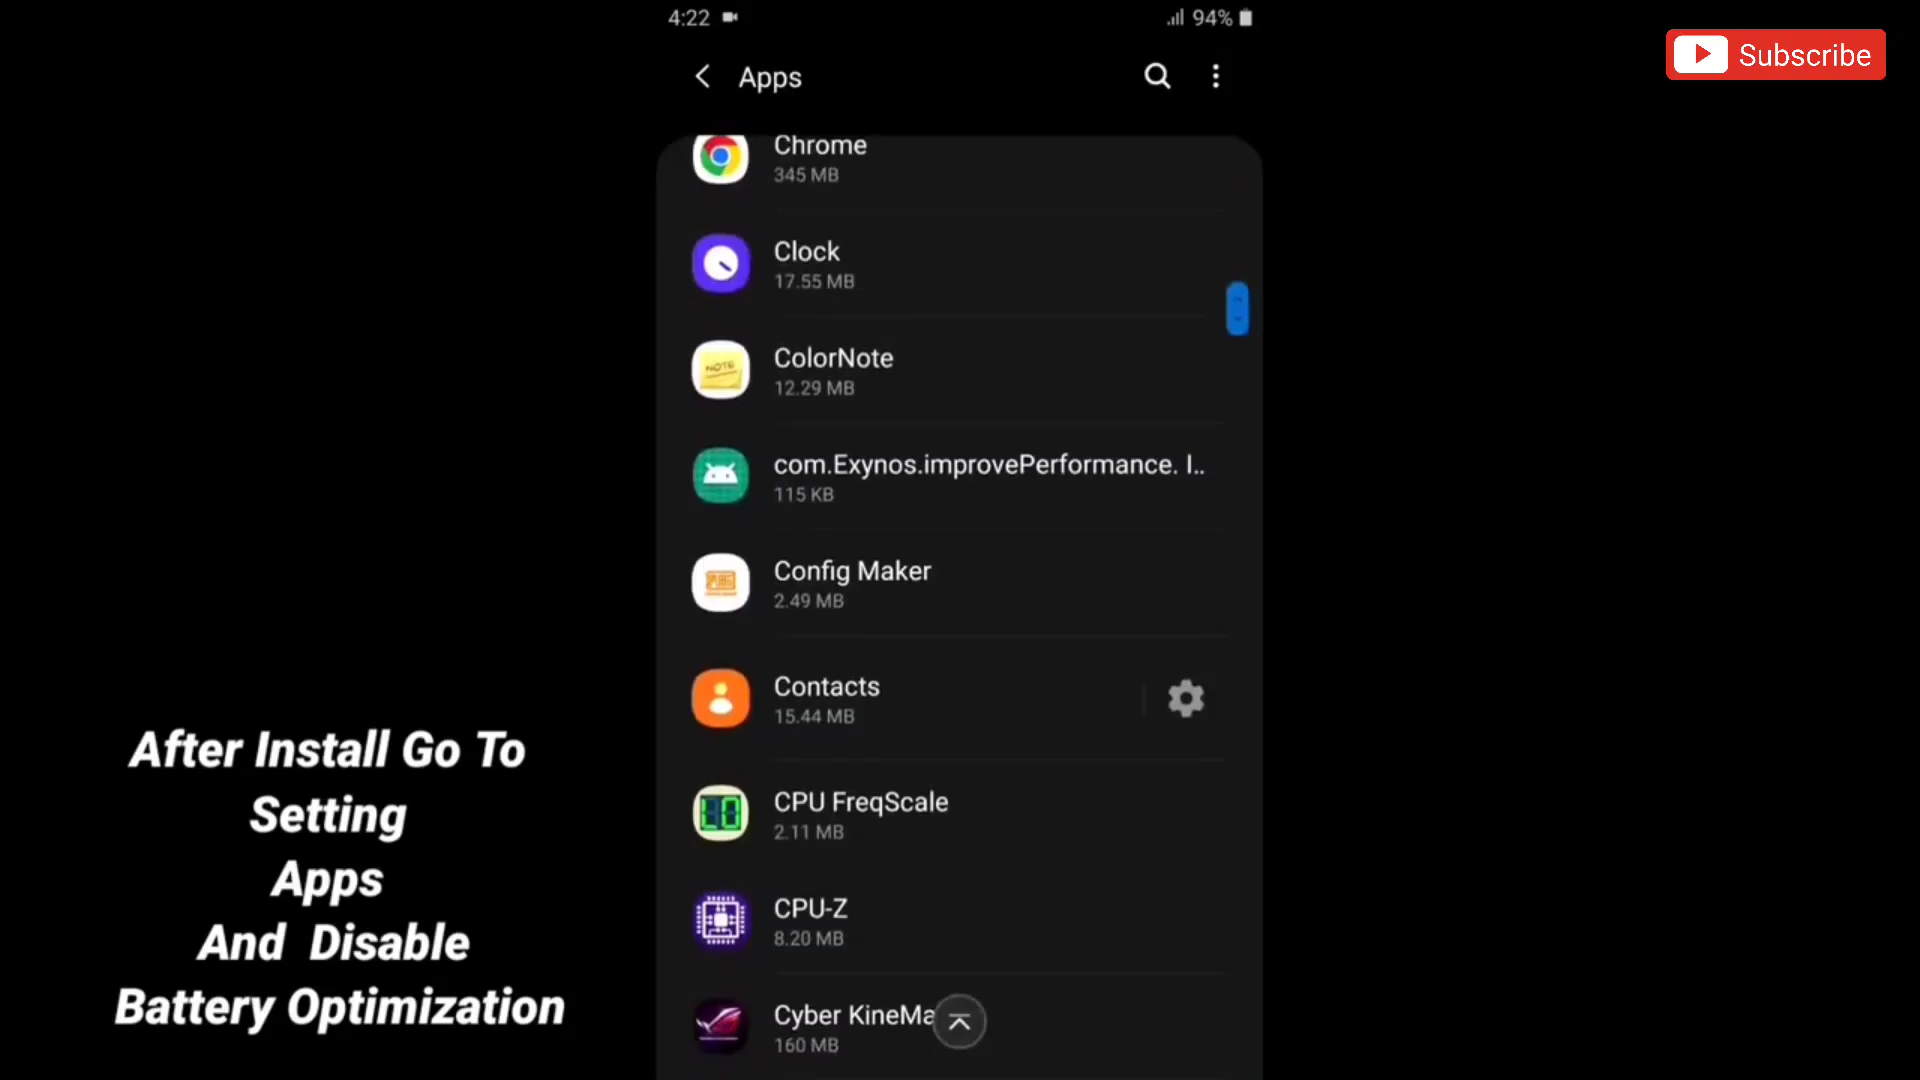 4:22
94%
Subscribe
Apps
Chrome
345 MB
Clock
17.55 MB
NOTE
ColorNote
12.29 MB
com.Exynos.improvePerformance. I..
115 KB
PUBG
Config Maker
2.49 MB
Contacts
15.44 MB
CPU FreqScale
2.11 MB
CPU-Z
8.20 MB
Cyber KineMa
160 MB
After Install Go To
Setting
Apps
And Disable
Battery Optimization